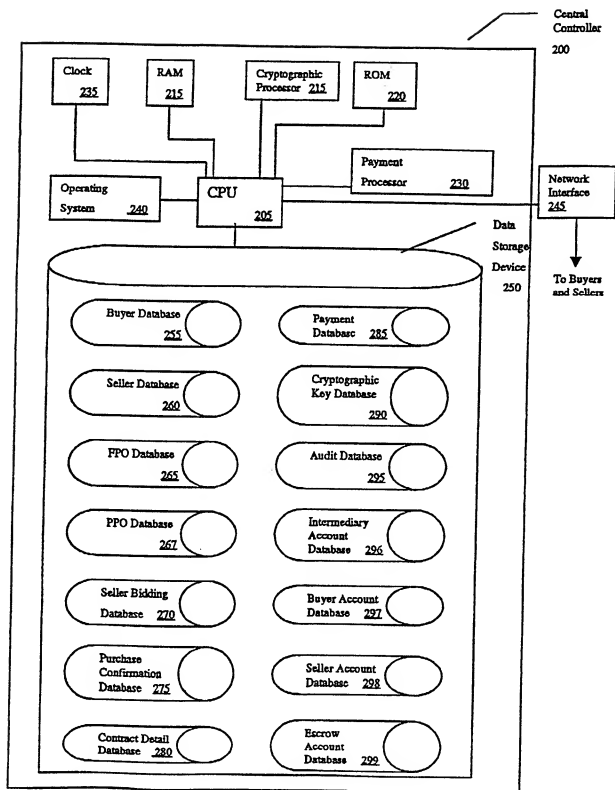 Central
Controller
200
Clock
235
RAM
215
Cryptographic
Processor 215
ROM
220
Operating
System 240
CPU
205
Payment
Processor 230
Network
Interface
245
Data
Storage
Device
250
To Buyers
and Sellers
Buyer Database
255
Payment
Database 285
Seller Database
260
Cryptographic
Key Database
290
FPO Database
265
Audit Database
295
PPO Database
267
Intermediary
Account
Database 296
Seller Bidding
Database 270
Buyer Account
Database 297
Purchase
Confirmation
Database 275
Seller Account
Database 298
Contract Detail
Database 280
Escrow
Account
Database 299